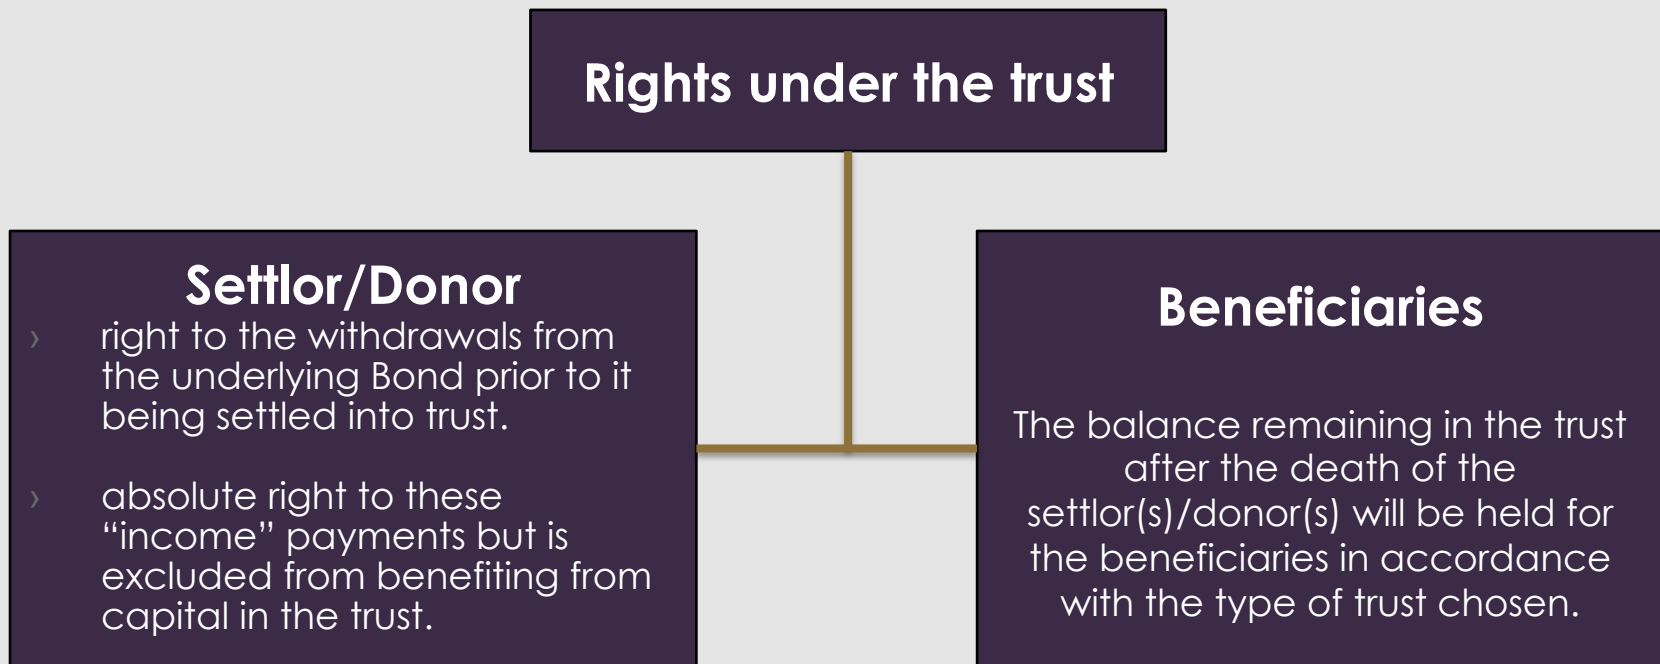 Rights under the trust
Settlor/Donor
› right to the withdrawals from
the underlying Bond prior to it
being settled into trust.
› absolute right to these
“income” payments but is
excluded from benefiting from
capital in the trust.
Beneficiaries
The balance remaining in the trust
after the death of the
settlor(s)/donor(s) will be held for
the beneficiaries in accordance
with the type of trust chosen.